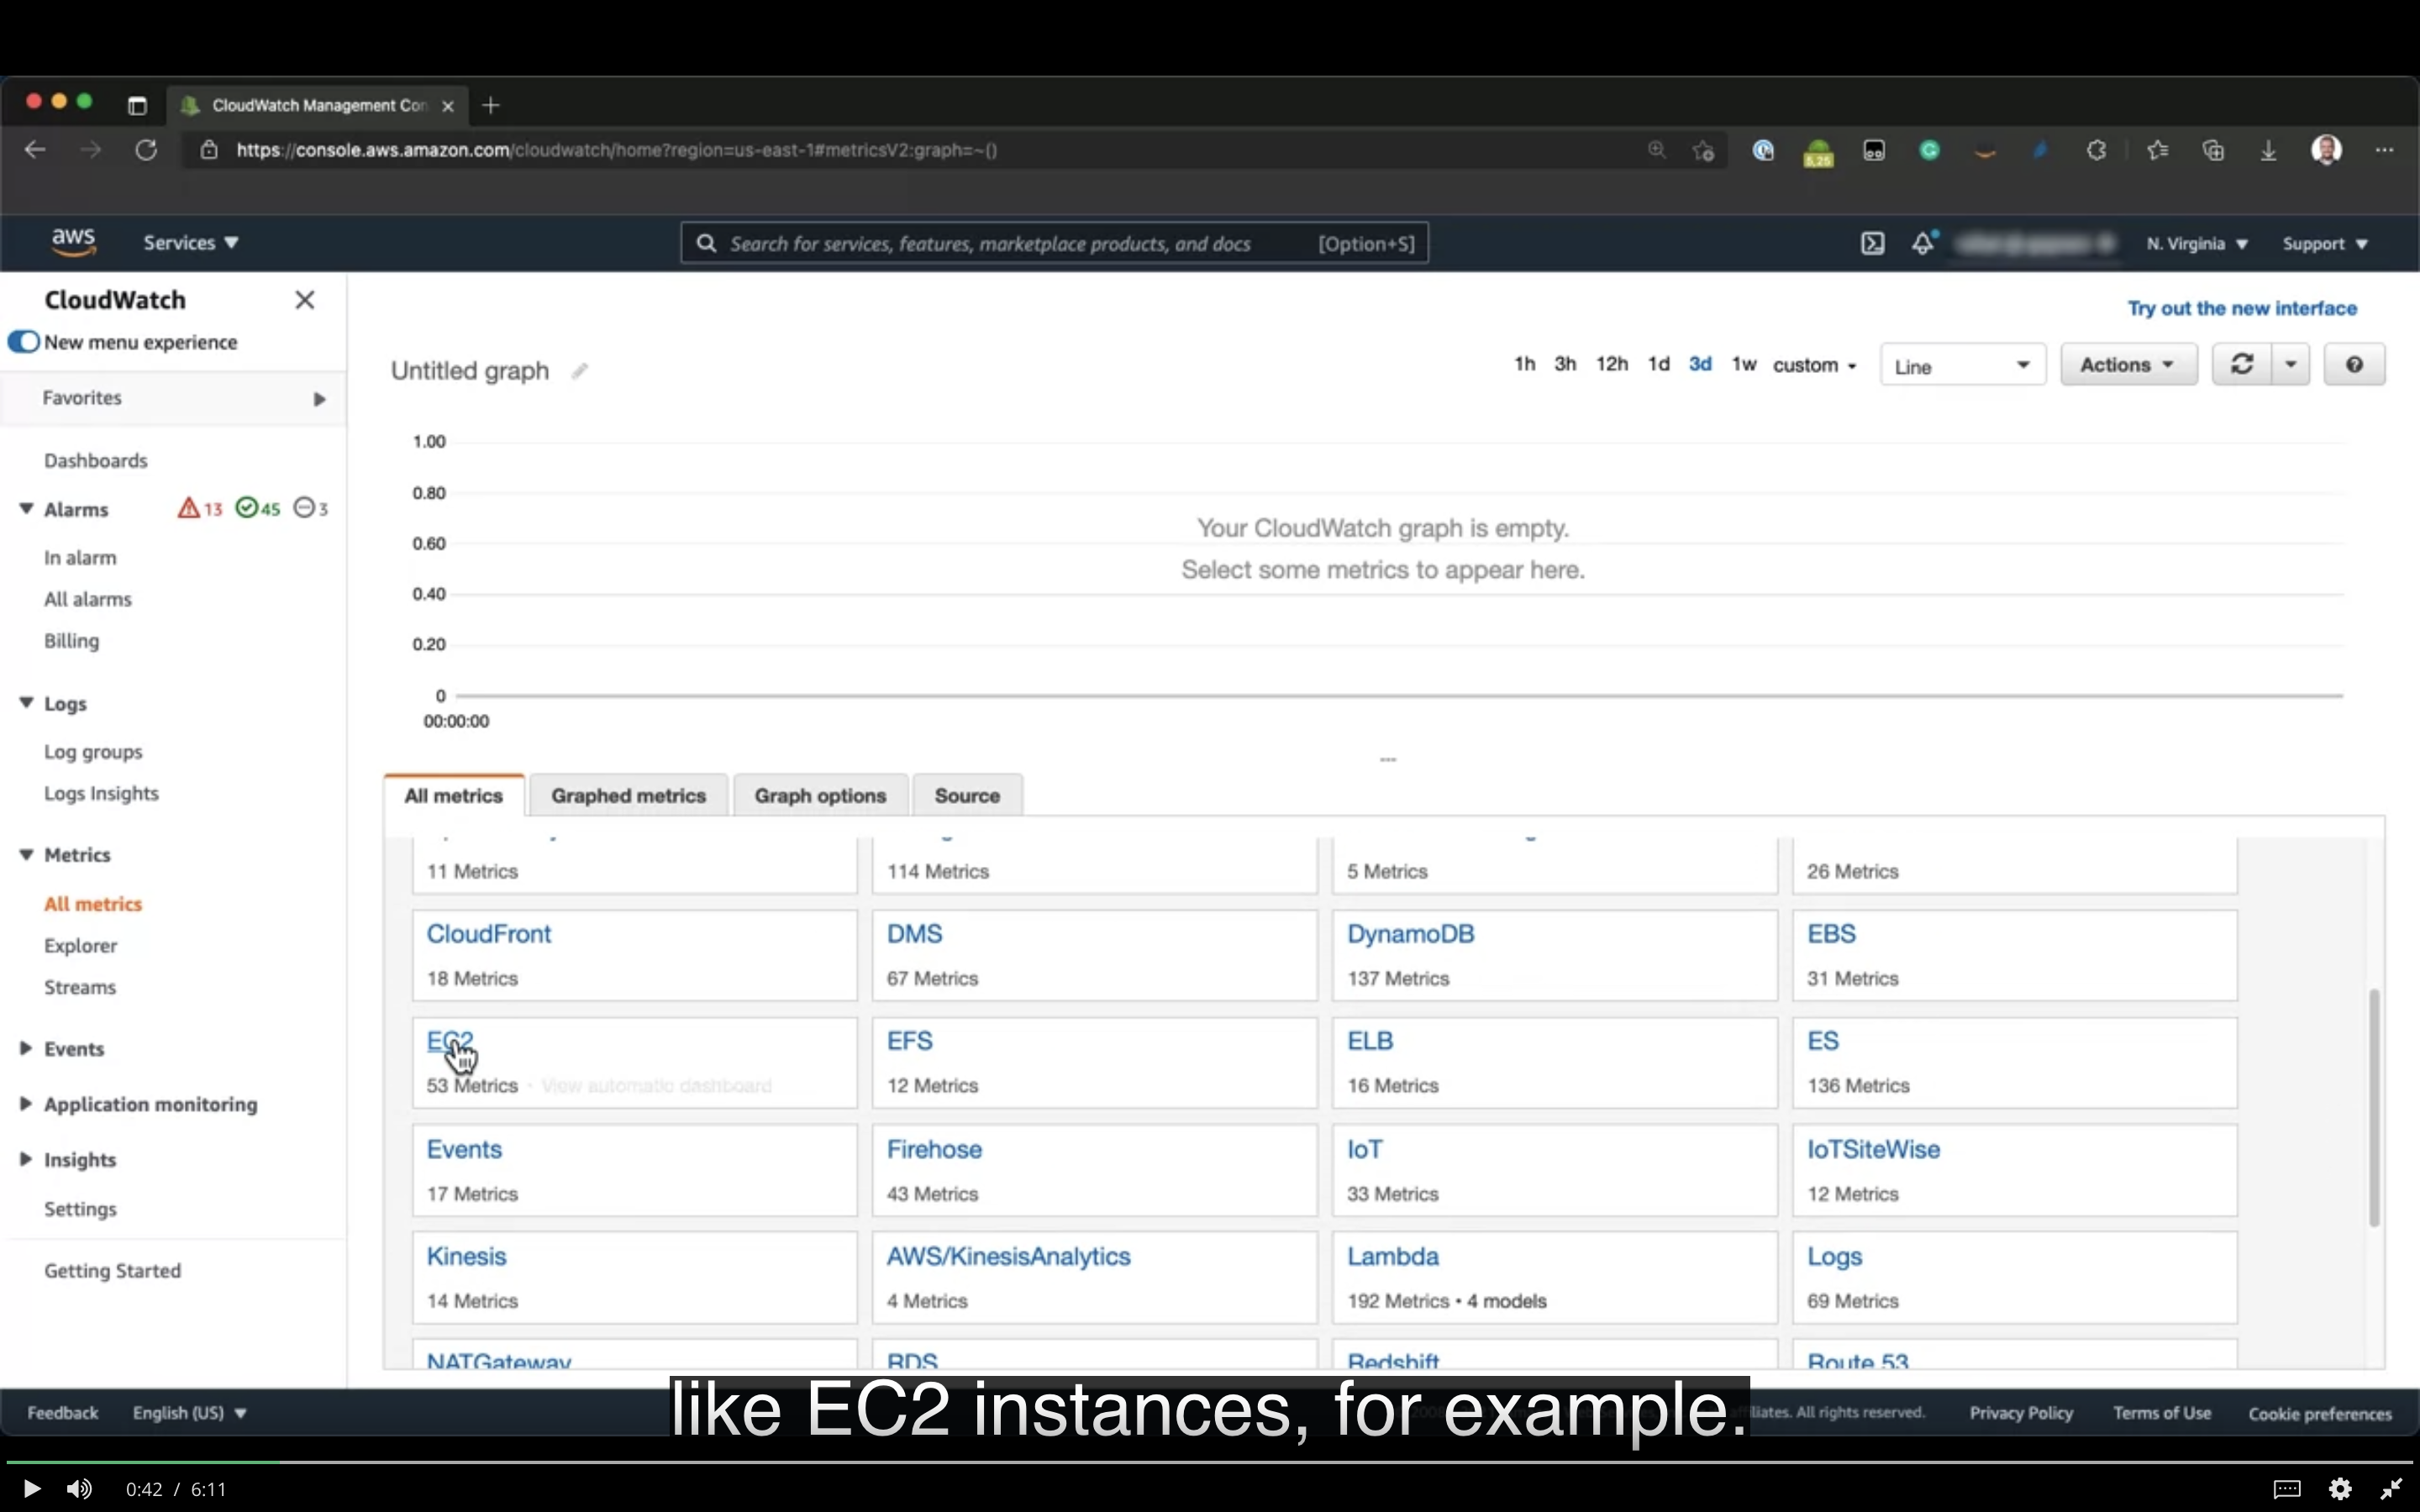 CloudWatch Management Con
https://console.aws.amazon.com/cloudwatch/home?region=us-east-1#metricsV2:graph=~()
5,25
aws
Services
Search for services, features, marketplace products, and docs
[Option+S]
N. Virginia
Support
CloudWatch
New menu experience
Favorites
Dashboards
Alarms 13 45 3
In alarm
All alarms
Billing
Logs
Log groups
Logs Insights
Metrics
All metrics
Explorer
Streams
Events
Application monitoring
Insights
Settings
Getting Started
Try out the new interface
Untitled graph
1h 3h 12h 1d 3d 1w custom
Line
Actions
1.00
0.80
0.60
0.40
0.20
0
00:00:00
Your CloudWatch graph is empty.
Select some metrics to appear here.
All metrics
Graphed metrics
Graph options
Source
11 Metrics
114 Metrics
5 Metrics
26 Metrics
CloudFront
18 Metrics
DMS
67 Metrics
DynamoDB
137 Metrics
EBS
31 Metrics
EC2
53 Metrics • View automatic dashboard
EFS
12 Metrics
ELB
16 Metrics
ES
136 Metrics
Events
17 Metrics
Firehose
43 Metrics
IoT
33 Metrics
IoTSiteWise
12 Metrics
Kinesis
14 Metrics
AWS/KinesisAnalytics
4 Metrics
Lambda
192 Metrics • 4 models
Logs
69 Metrics
NATGateway
RDS
Redshift
Route 53
like EC2 instances, for example.
Feedback
English (US)
iliates. All rights reserved.
Privacy Policy
Terms of Use
Cookie preferences
0:42 / 6:11